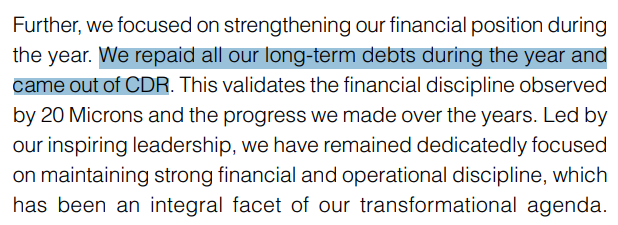 Further, we focused on strengthening our financial position during
the year. We repaid all our long-term debts during the year and
came out of CDR. This validates the financial discipline observed
by 20 Microns and the progress we made over the years. Led by
our inspiring leadership, we have remained dedicatedly focused
on maintaining strong financial and operational discipline, which
has been an integral facet of our transformational agenda.